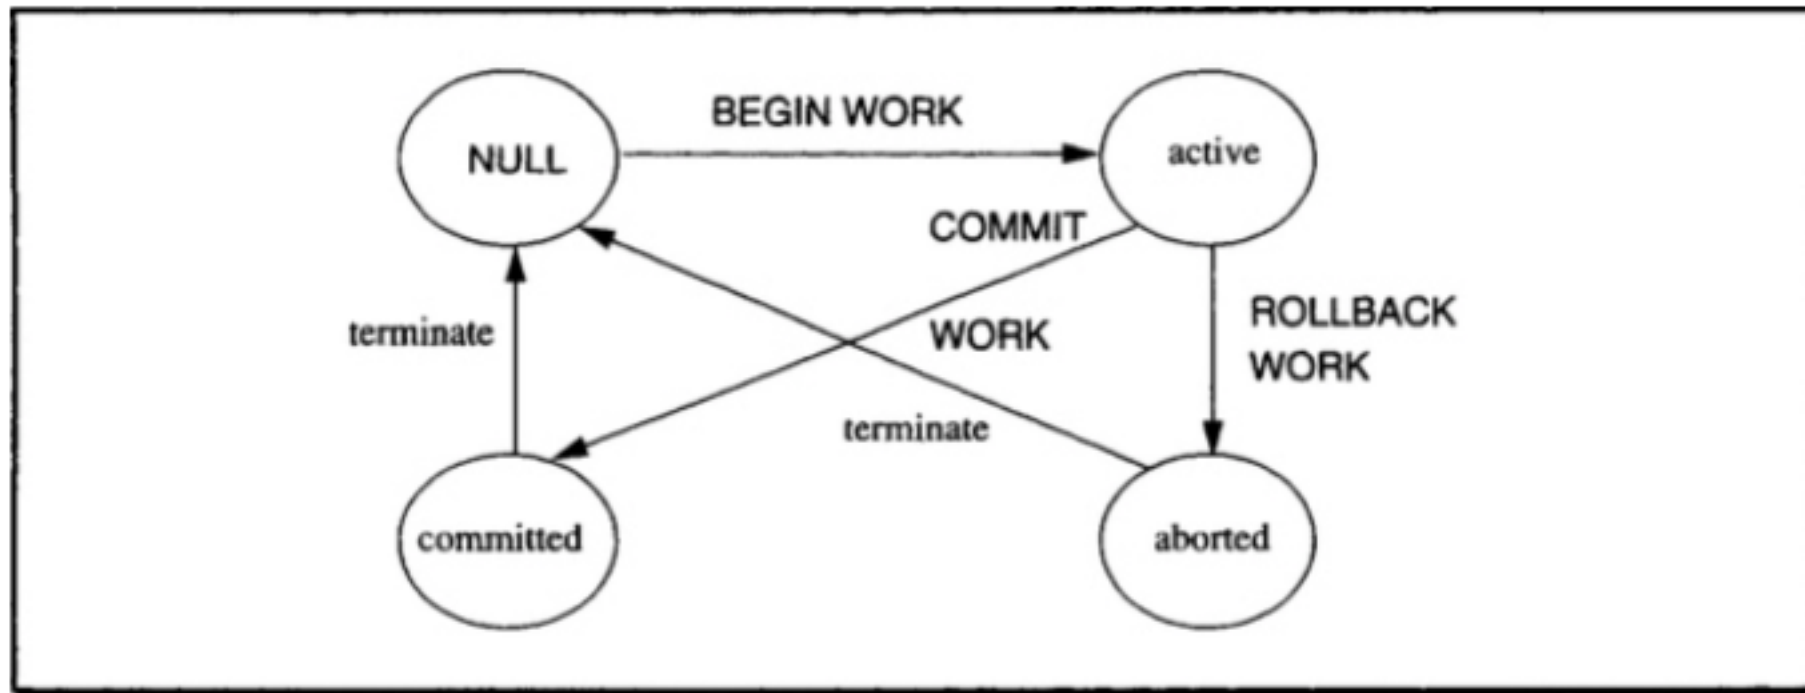 BEGIN WORK
NULL
active
COMMIT
ROLLBACK
terminate
WORK
WORK
terminate
committed
aborted